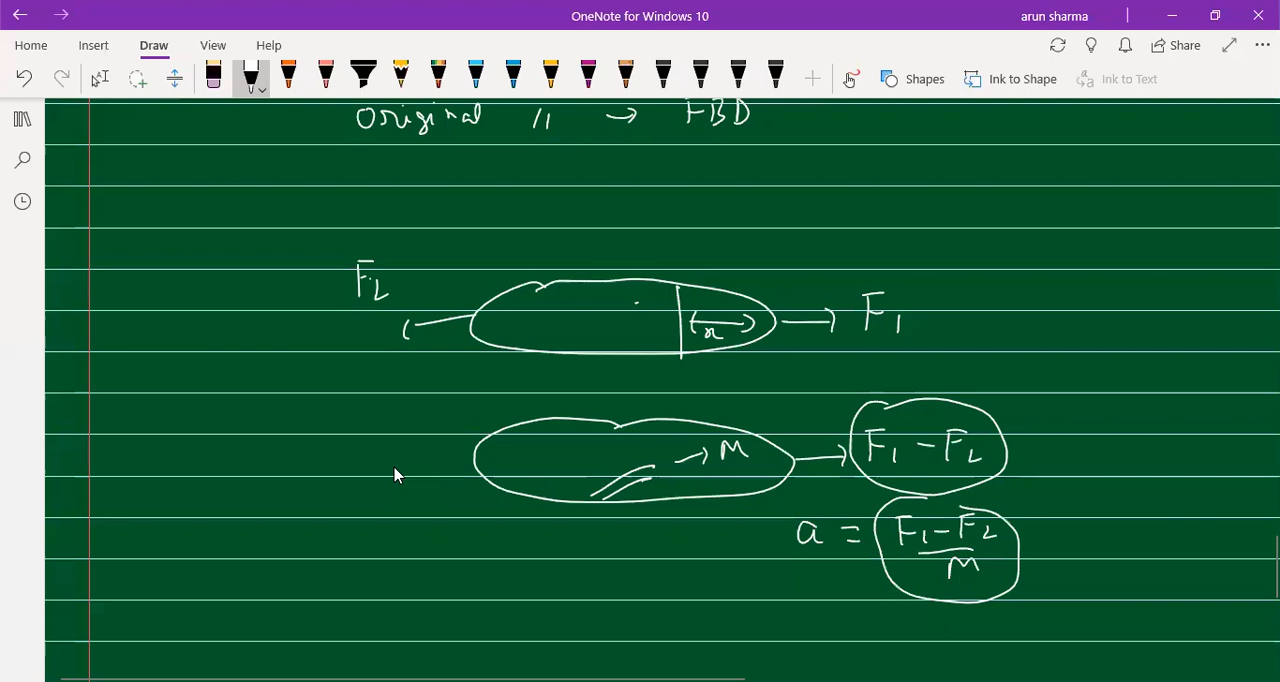 OneNote for Windows 10
arun sharma
Home Insert Draw View Help
Share
Shapes Ink to Shape Ink to Text
Original 11 → FBD
F2
x
F1
→ M
F1 - F2
a = F1 - F2 / M